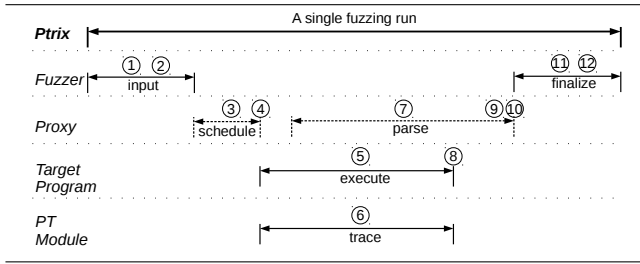 A single fuzzing run
Ptrix
① ② ⑪ ⑫
Fuzzer input finalize
③ ④ ⑦ ⑨ ⑩
Proxy schedule parse
⑤ ⑧
Target
Program execute
⑥
PT
Module trace